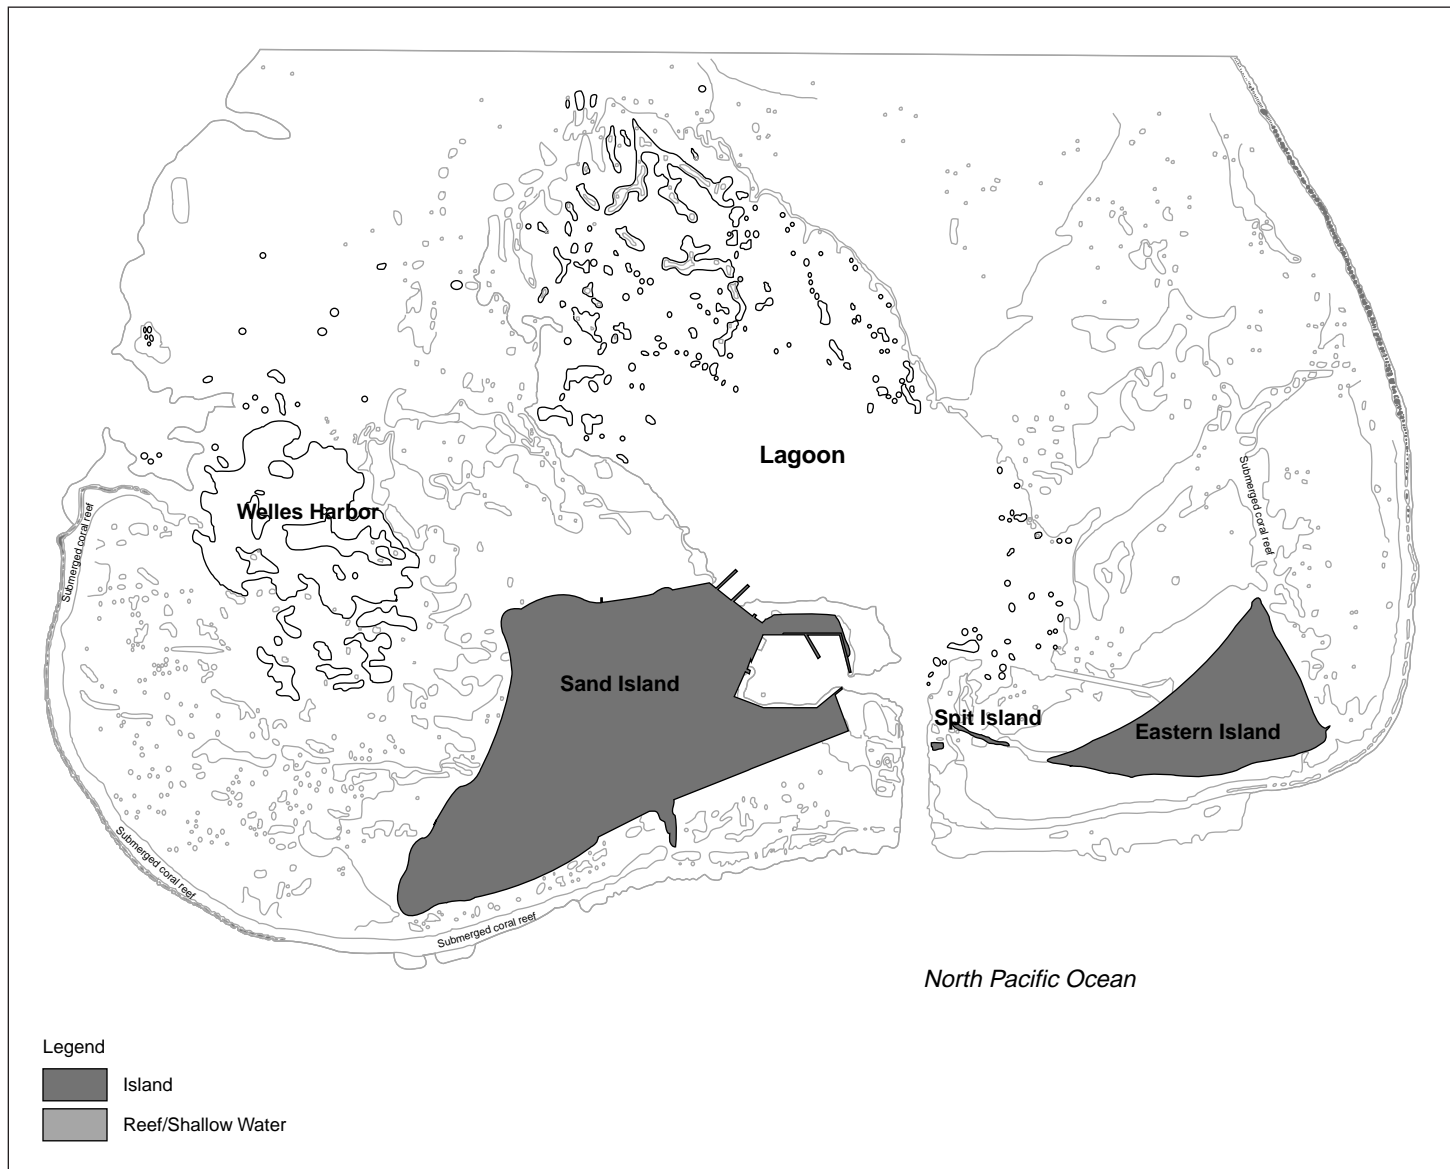 Lagoon
Submerged coral reef
Welles Harbor
Submerged coral reef
Sand Island
Spit Island
Eastern Island
Submerged coral reef
Submerged coral reef
North Pacific Ocean
Legend
Island
Reef/Shallow Water